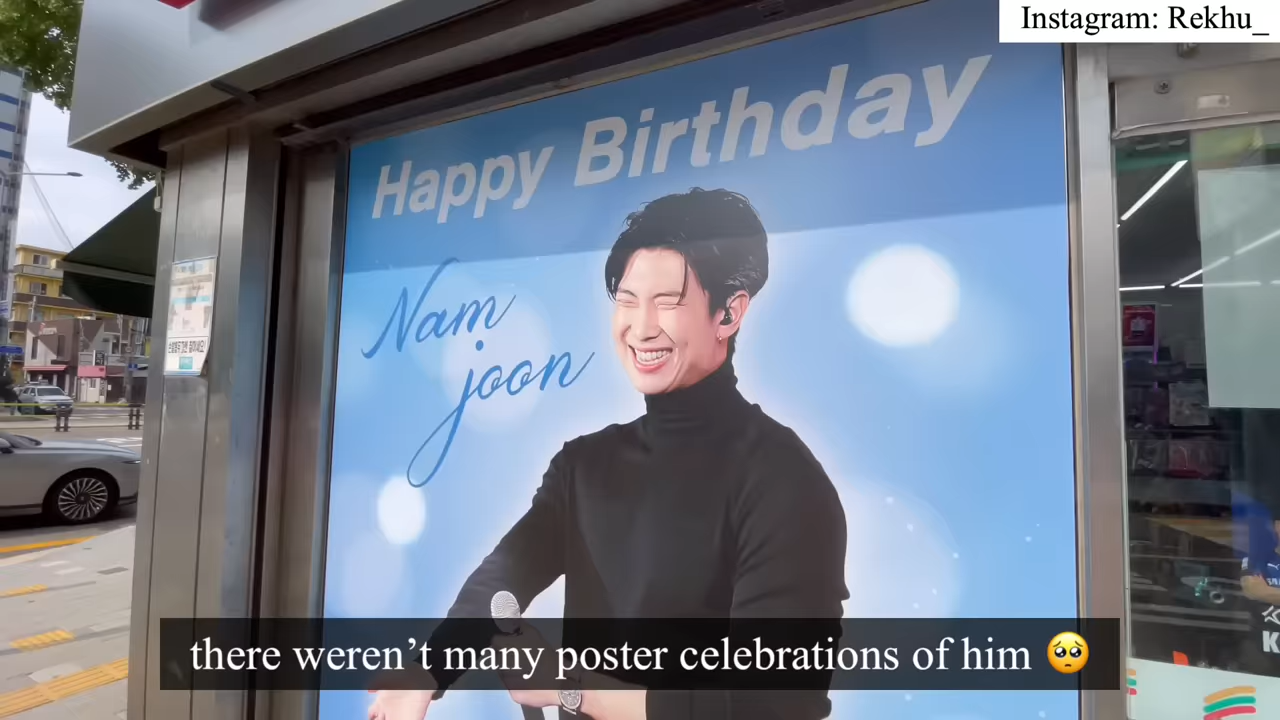 Instagram: Rekhu_
Happy Birthday
Nam
joon
there weren’t many poster celebrations of him 🥺